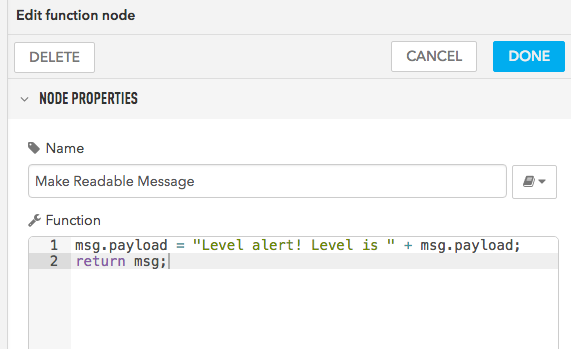 Edit function node
DELETE CANCEL DONE
NODE PROPERTIES
Name
Make Readable Message
Function
1 msg.payload = "Level alert! Level is " + msg.payload;
2 return msg;